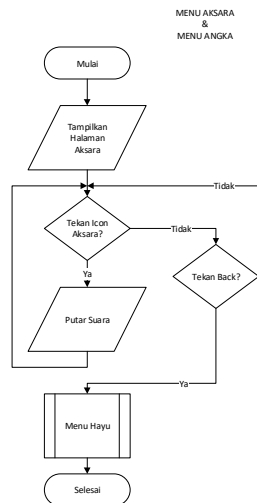 MENU AKSARA
&
MENU ANGKA
Mulai
Tampilkan
Halaman
Aksara
Tidak
Tekan Icon
Aksara?
Tidak
Tekan Back?
Ya
Putar Suara
Ya
Menu Hayu
Selesai